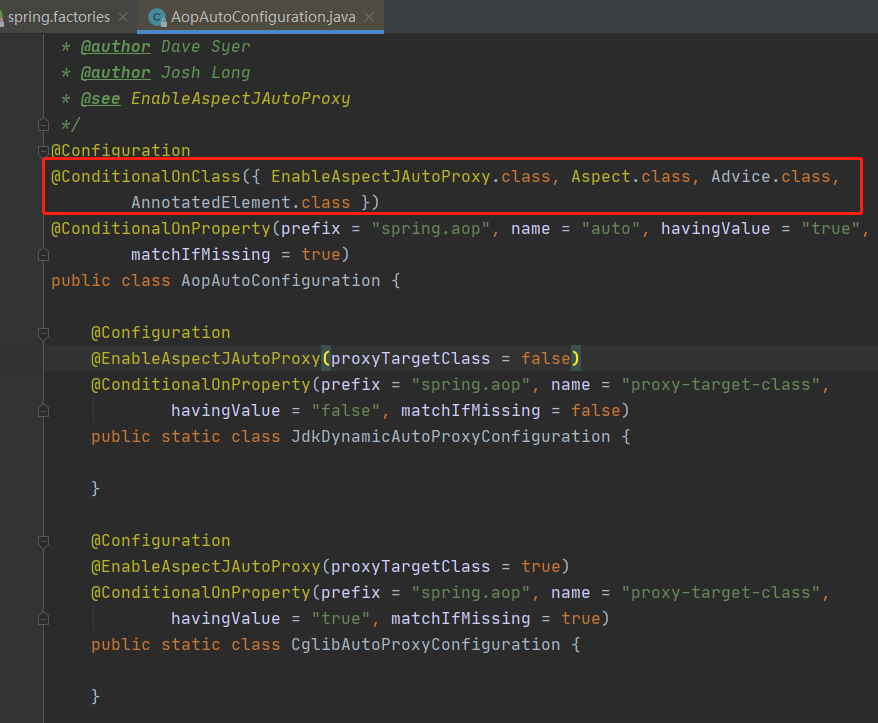 spring.factories × AopAutoConfiguration.java ×
* @author Dave Syer
* @author Josh Long
* @see EnableAspectJAutoProxy
*/
@Configuration
@ConditionalOnClass({ EnableAspectJAutoProxy.class, Aspect.class, Advice.class,
AnnotatedElement.class })
@ConditionalOnProperty(prefix = "spring.aop", name = "auto", havingValue = "true",
matchIfMissing = true)
public class AopAutoConfiguration {
@Configuration
@EnableAspectJAutoProxy(proxyTargetClass = false)
@ConditionalOnProperty(prefix = "spring.aop", name = "proxy-target-class",
havingValue = "false", matchIfMissing = false)
public static class JdkDynamicAutoProxyConfiguration {
}
@Configuration
@EnableAspectJAutoProxy(proxyTargetClass = true)
@ConditionalOnProperty(prefix = "spring.aop", name = "proxy-target-class",
havingValue = "true", matchIfMissing = true)
public static class CglibAutoProxyConfiguration {
}